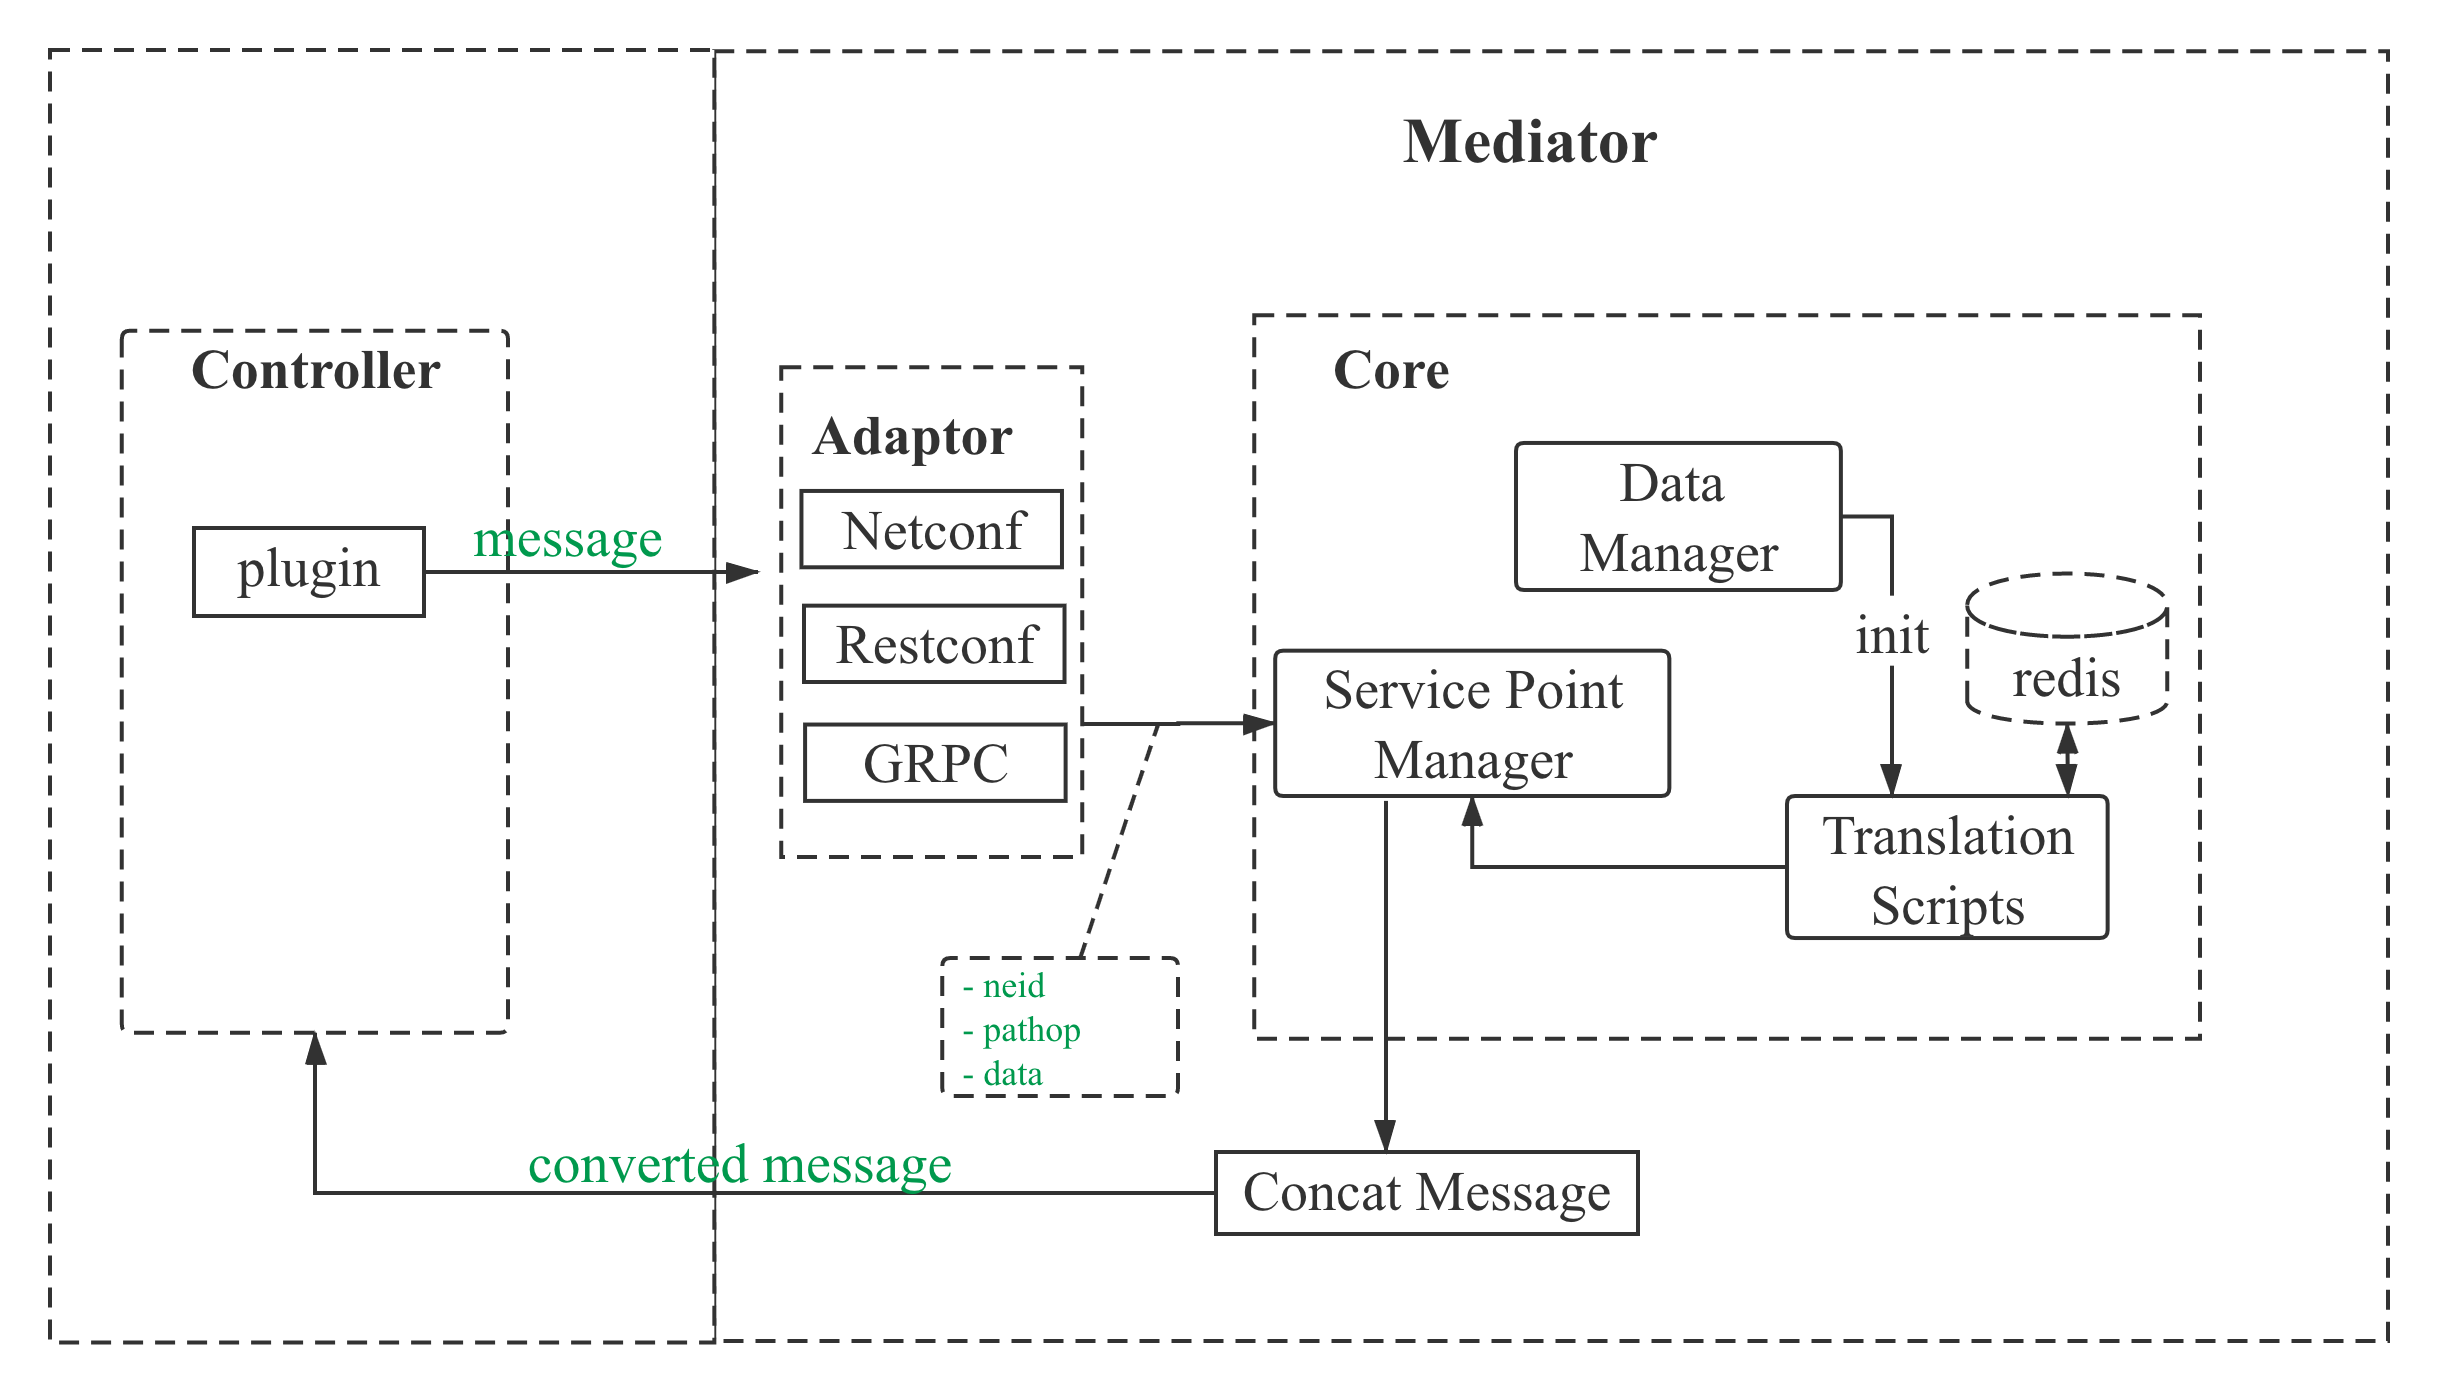 Mediator
Controller
plugin
message
Adaptor
Netconf
Restconf
GRPC
Core
Data
Manager
init
redis
Service Point
Manager
Translation
Scripts
- neid
- pathop
- data
converted message
Concat Message